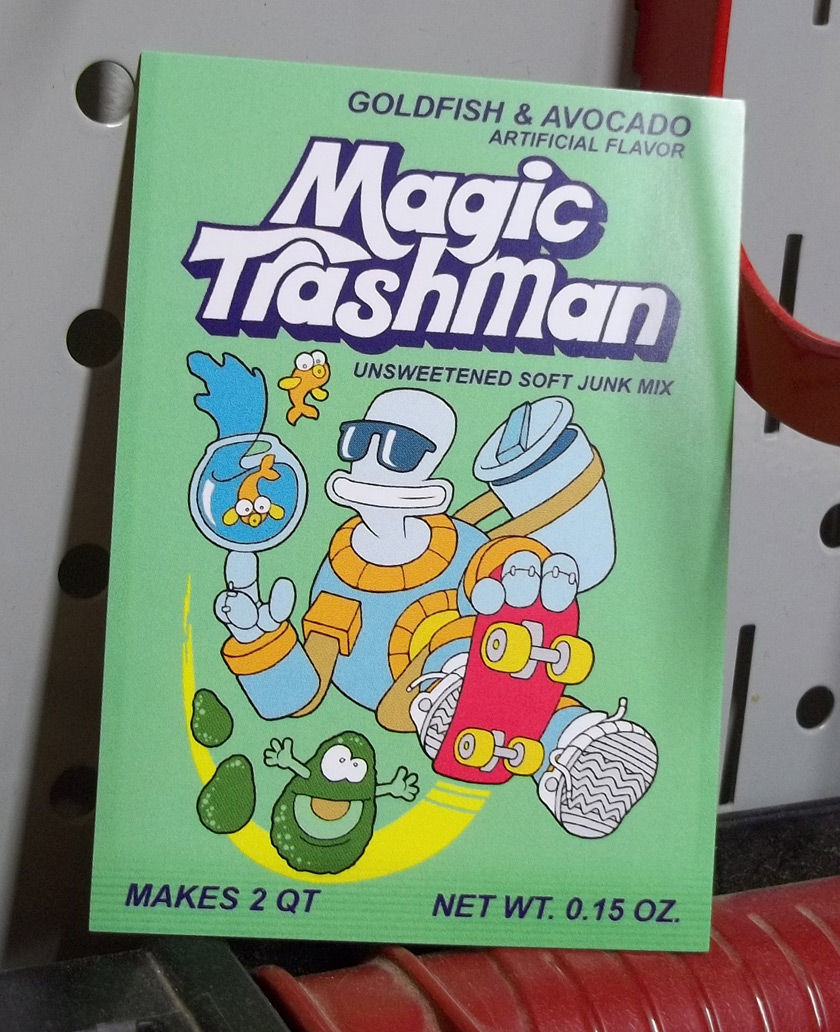 GOLDFISH & AVOCADO
ARTIFICIAL FLAVOR
Magic
Trashman
UNSWEETENED SOFT JUNK MIX
MAKES 2 QT
NET WT. 0.15 OZ.